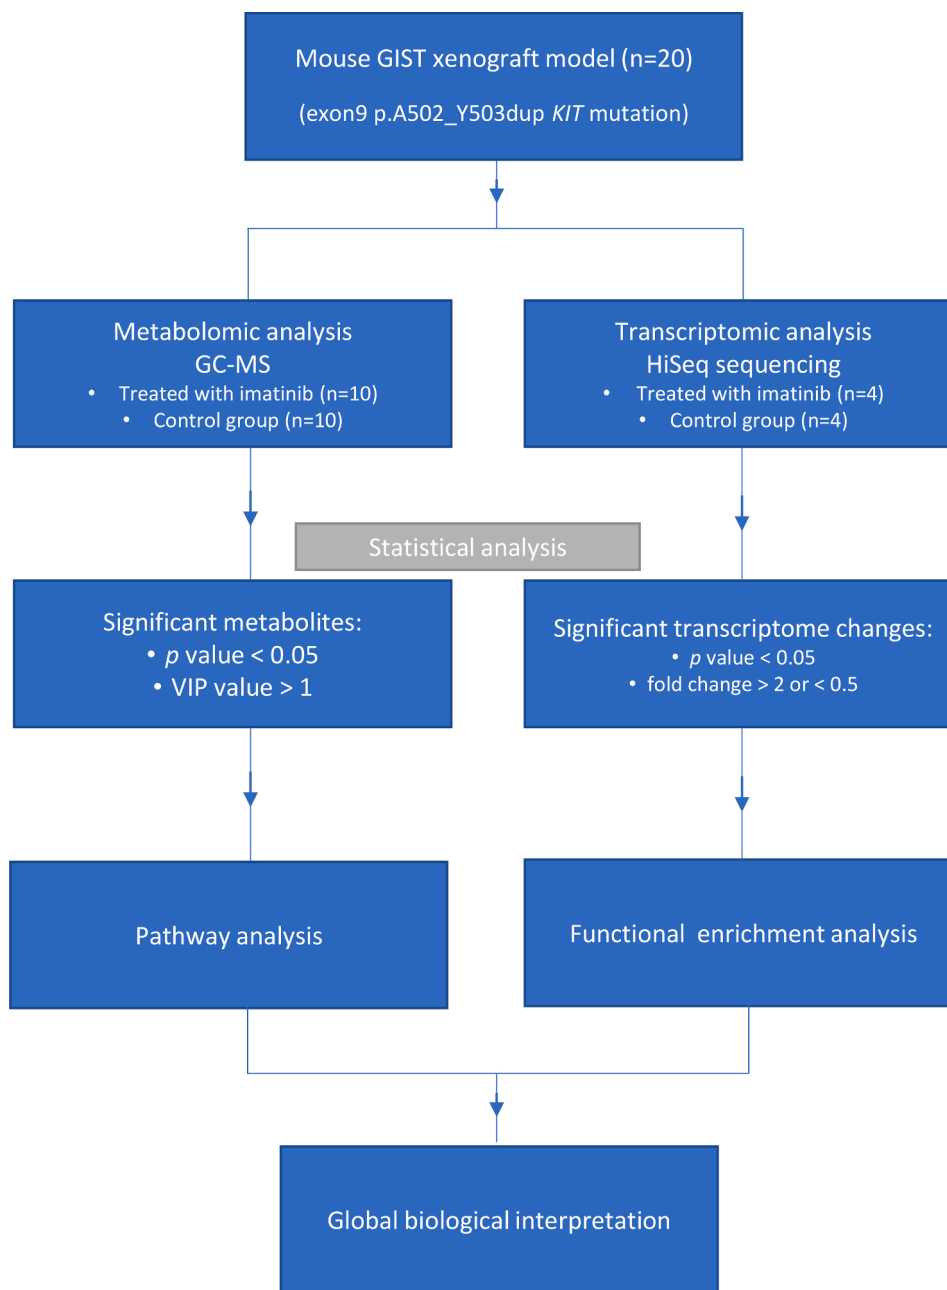 Mouse GIST xenograft model (n=20)
(exon9 p.A502_Y503dup KIT mutation)
Metabolomic analysis
GC-MS
• Treated with imatinib (n=10)
• Control group (n=10)
Transcriptomic analysis
HiSeq sequencing
• Treated with imatinib (n=4)
• Control group (n=4)
Statistical analysis
Significant metabolites:
• p value < 0.05
• VIP value > 1
Significant transcriptome changes:
• p value < 0.05
• fold change > 2 or < 0.5
Pathway analysis
Functional enrichment analysis
Global biological interpretation